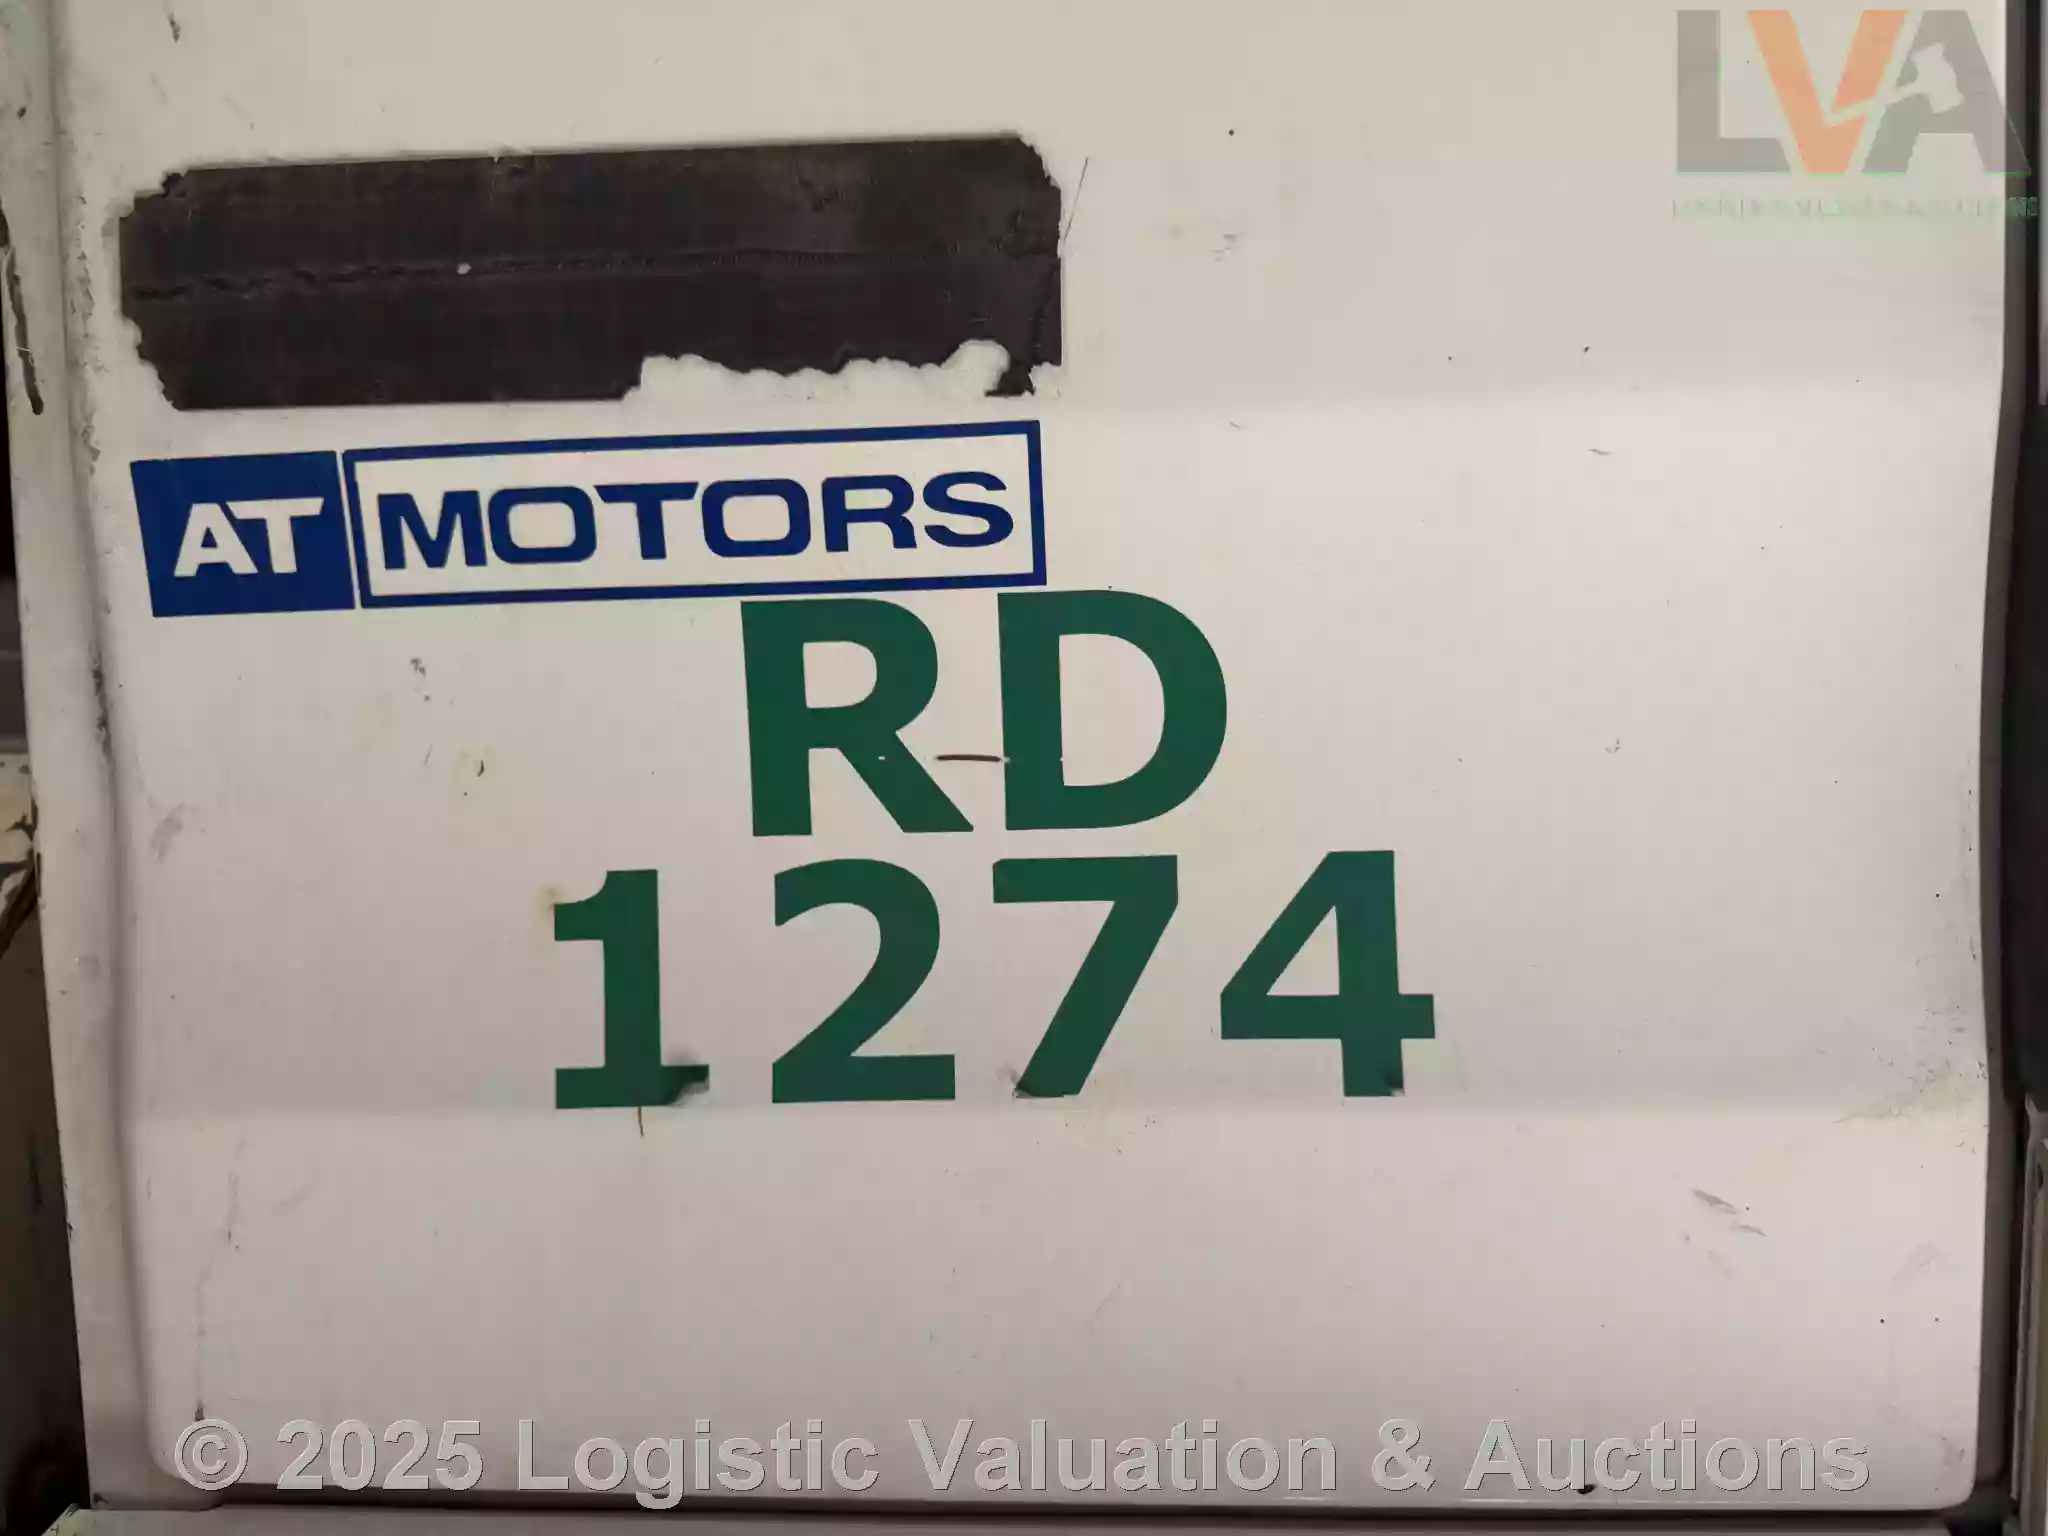 LVA
AT MOTORS
RD
1274
© 2025 Logistic Valuation & Auctions